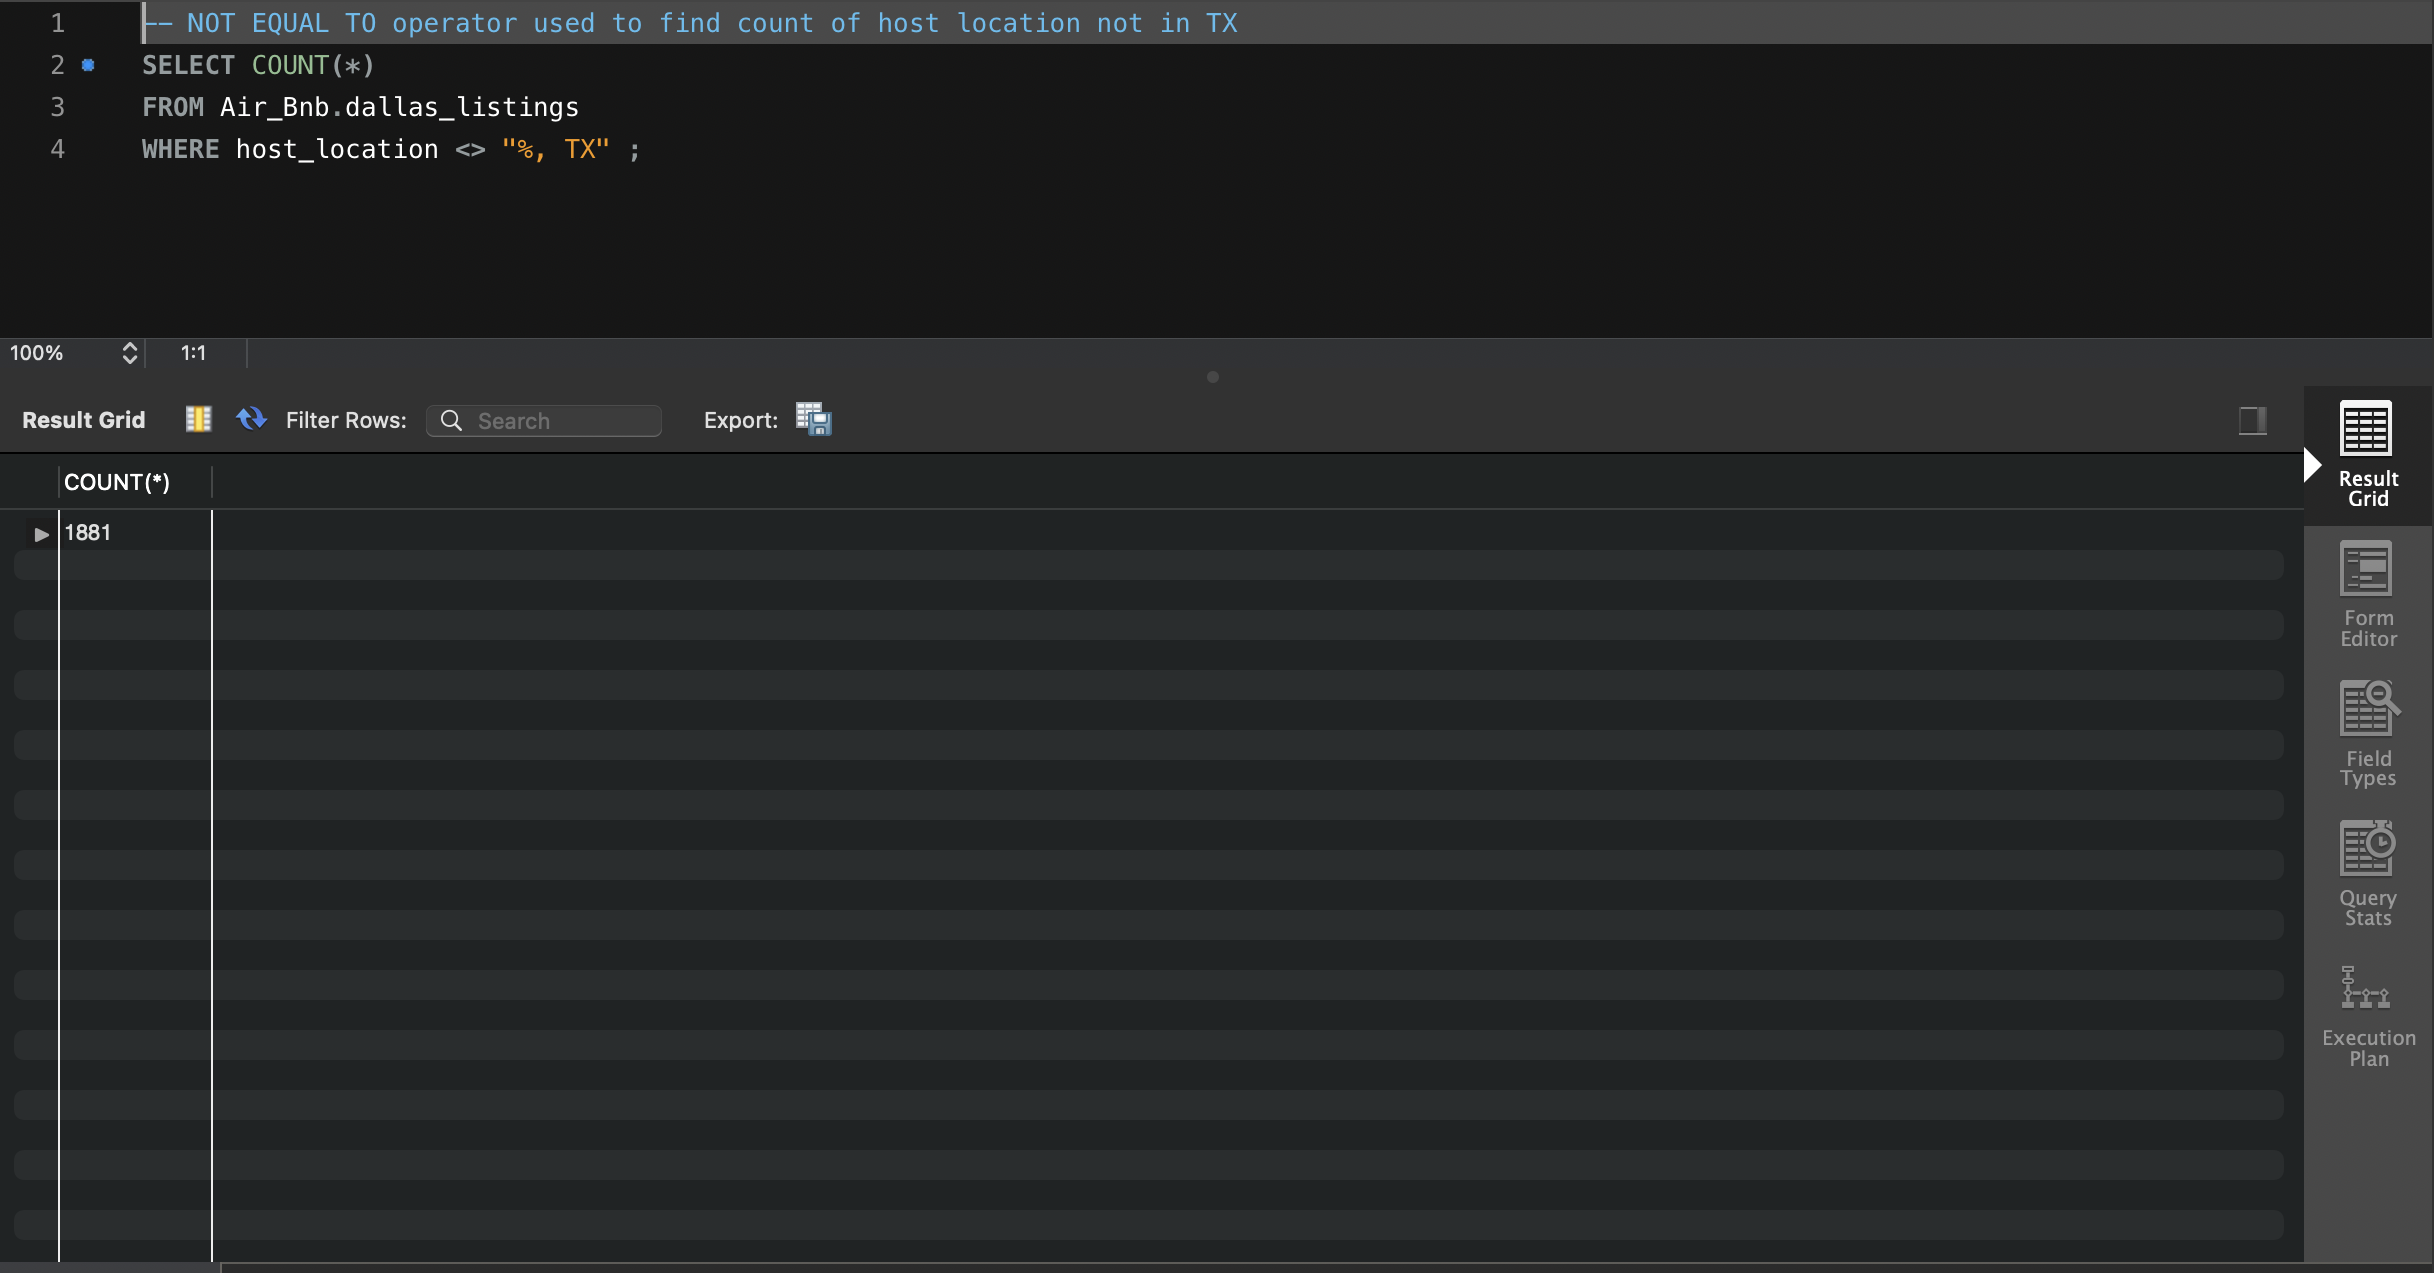 1 -- NOT EQUAL TO operator used to find count of host location not in TX
2 SELECT COUNT(*)
3 FROM Air_Bnb.dallas_listings
4 WHERE host_location <> "%, TX" ;
100% 1:1
Result Grid Filter Rows: Search Export:
COUNT(*)
1881
Result
Grid
Form
Editor
Field
Types
Query
Stats
Execution
Plan